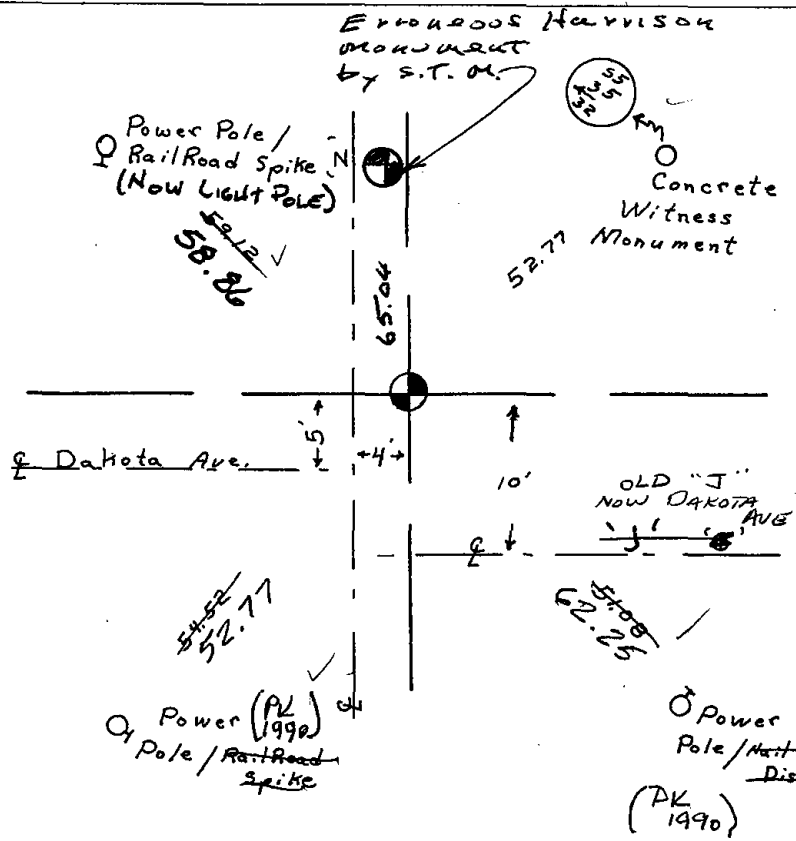 Erroneous Harrison
monument
by S.T.M.
Power Pole /
RailRoad Spike
(NOW LIGHT POLE)
N
55
35
32
Concrete
Witness
Monument
59.12
58.86
52.77
65.04
5'
4'
℄ Dakota Ave.
10'
OLD "J"
NOW DAKOTA
AVE
"J"
℄
54.52
52.77
51.08
62.25
℄
Power (PK
1990)
Pole / RailRoad
Spike
Power
Pole / Nail
Dis
(PK
1990)